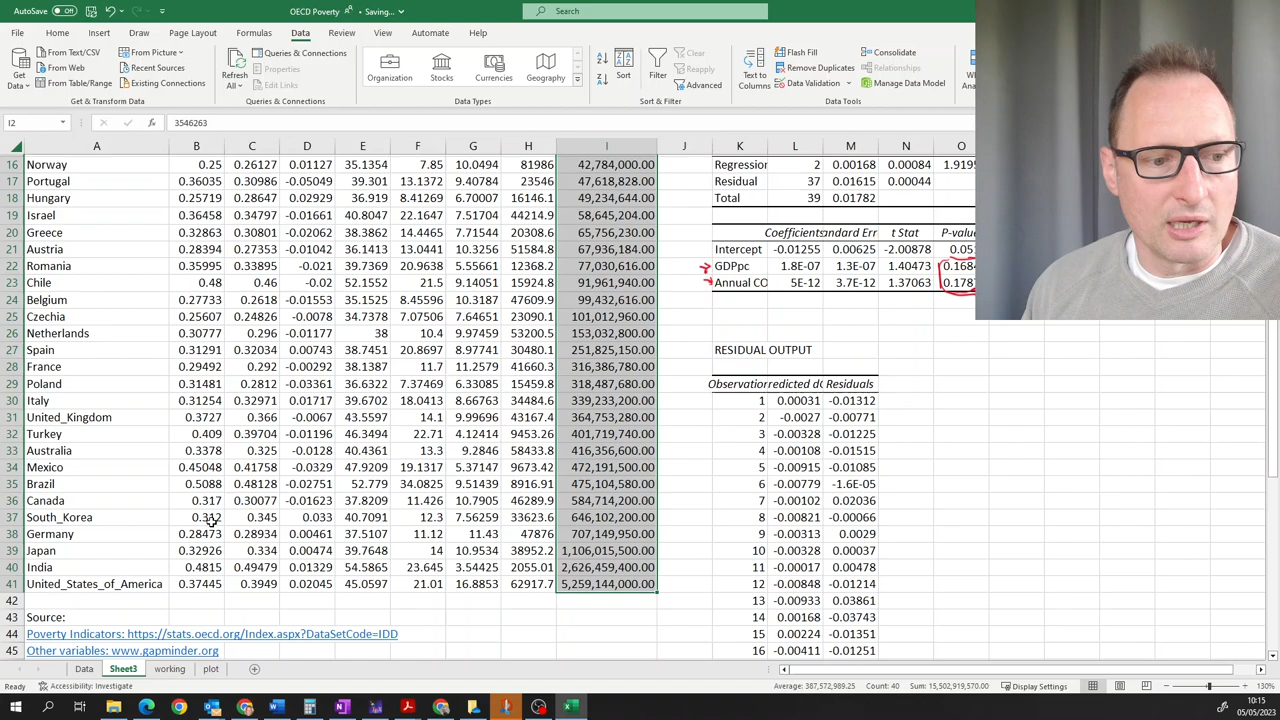 AutoSave Off OECD Poverty • Saving... Search
File Home Insert Draw Page Layout Formulas Data Review View Automate Help
Get Data From Text/CSV From Web From Table/Range From Picture Recent Sources Existing Connections Refresh All Queries & Connections Properties Edit Links Organization Stocks Currencies Geography Sort Filter Clear Reapply Advanced Text to Columns Flash Fill Remove Duplicates Data Validation Consolidate Relationships Manage Data Model
Get & Transform Data Queries & Connections Data Types Sort & Filter Data Tools
I2 fx 3546263
A B C D E F G H I J K L M N O
16 Norway 0.25 0.26127 0.01127 35.1354 7.85 10.0494 81986 42,784,000.00 Regression 2 0.00168 0.00084 1.919
17 Portugal 0.36035 0.30986 -0.05049 39.301 13.1372 9.40784 23546 47,618,828.00 Residual 37 0.01615 0.00044
18 Hungary 0.25719 0.28647 0.02929 36.919 8.41269 6.70007 16146.1 49,234,644.00 Total 39 0.01782
19 Israel 0.36458 0.34797 -0.01661 40.8047 22.1647 7.51704 44214.9 58,645,204.00
20 Greece 0.32863 0.30801 -0.02062 38.3862 14.4465 7.71544 20308.6 65,756,230.00 Coefficients ndard Err t Stat P-value
21 Austria 0.28394 0.27353 -0.01042 36.1413 13.0441 10.3256 51584.8 67,936,184.00 Intercept -0.01255 0.00625 -2.00878 0.05
22 Romania 0.35995 0.33895 -0.021 39.7369 20.9638 5.55661 12368.2 77,030,616.00 GDPpc 1.8E-07 1.3E-07 1.40473 0.168
23 Chile 0.48 0.46 -0.02 52.1552 21.5 9.14051 15924.8 91,961,940.00 Annual CO 5E-12 3.7E-12 1.37063 0.178
24 Belgium 0.27733 0.2618 -0.01553 35.1525 8.45596 10.3187 47609.9 99,432,616.00
25 Czechia 0.25607 0.24826 -0.0078 34.7378 7.07506 7.64651 23090.1 101,012,960.00
26 Netherlands 0.30777 0.296 -0.01177 38 10.4 9.97459 53200.5 153,032,800.00
27 Spain 0.31291 0.32034 0.00743 38.7451 20.8697 8.97741 30480.1 251,825,150.00 RESIDUAL OUTPUT
28 France 0.29492 0.292 -0.00292 38.1387 11.7 11.2579 41660.3 316,386,780.00
29 Poland 0.31481 0.2812 -0.03361 36.6322 7.37469 6.33085 15459.8 318,487,680.00 Observation redicted d( Residuals
30 Italy 0.31254 0.32971 0.01717 39.6702 18.0413 8.66763 34484.6 339,233,200.00 1 0.00031 -0.01312
31 United_Kingdom 0.3727 0.366 -0.0067 43.5597 14.1 9.99696 43167.4 364,753,280.00 2 -0.0027 -0.00771
32 Turkey 0.409 0.39704 -0.01196 46.3494 22.71 4.12414 9453.26 401,719,740.00 3 -0.00328 -0.01225
33 Australia 0.3378 0.325 -0.0128 40.4361 13.3 9.2846 58433.8 416,356,600.00 4 -0.00108 -0.01515
34 Mexico 0.45048 0.41758 -0.0329 47.9209 19.1317 5.37147 9673.42 472,191,500.00 5 -0.00915 -0.01085
35 Brazil 0.5088 0.48128 -0.02751 52.779 34.0825 9.51439 8916.91 475,104,580.00 6 -0.00779 -1.6E-05
36 Canada 0.317 0.30077 -0.01623 37.8209 11.426 10.7905 46289.9 584,714,200.00 7 -0.00102 0.02036
37 South_Korea 0.312 0.345 0.033 40.7091 12.3 7.56259 33623.6 646,102,200.00 8 -0.00821 -0.00066
38 Germany 0.28473 0.28934 0.00461 37.5107 11.12 11.43 47876 707,149,950.00 9 -0.00313 0.0029
39 Japan 0.32926 0.334 0.00474 39.7648 14 10.9534 38952.2 1,106,015,500.00 10 -0.00328 0.00037
40 India 0.4815 0.49479 0.01329 54.5865 23.645 3.54425 2055.01 2,626,459,400.00 11 -0.00017 0.00478
41 United_States_of_America 0.37445 0.3949 0.02045 45.0597 21.01 16.8853 62917.7 5,259,144,000.00 12 -0.00848 -0.01214
42 13 -0.00933 0.03861
43 Source: 14 0.00168 -0.03743
44 Poverty Indicators: https://stats.oecd.org/Index.aspx?DataSetCode=IDD 15 0.00224 -0.01351
45 Other variables: www.gapminder.org 16 -0.00411 -0.01251
Data Sheet3 working plot
Ready Accessibility: Investigate Average: 387,572,989.25 Count: 40 Sum: 15,502,919,570.00 Display Settings 130%
10:15
05/05/2023